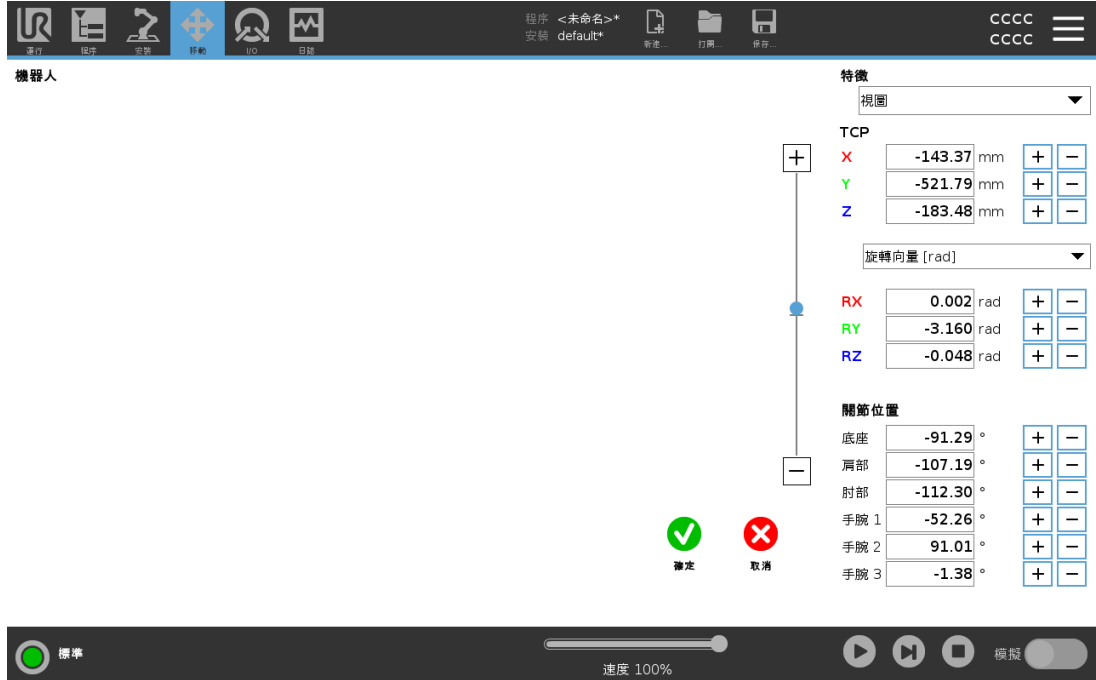 UR
運行
程序
安裝
移動
I/O
日誌
程序 <未命名>*
安裝 default*
新建...
打開...
保存...
CCCC
CCCC
機器人
特徵
視圖
TCP
X -143.37 mm + −
Y -521.79 mm + −
Z -183.48 mm + −
旋轉向量 [rad]
RX 0.002 rad + −
RY -3.160 rad + −
RZ -0.048 rad + −
關節位置
底座 -91.29 ° + −
肩部 -107.19 ° + −
肘部 -112.30 ° + −
手腕 1 -52.26 ° + −
手腕 2 91.01 ° + −
手腕 3 -1.38 ° + −
確定
取消
標準
速度 100%
模擬